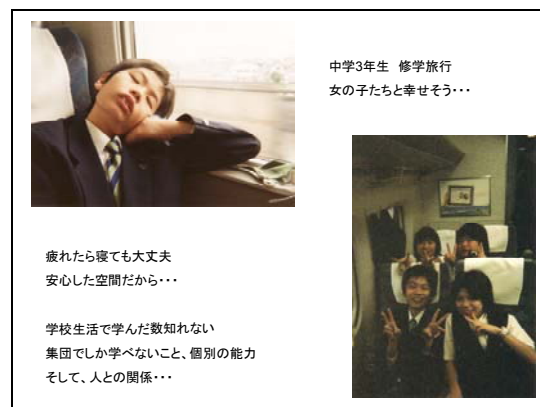 中学3年生　修学旅行
女の子たちと幸せそう・・・
疲れたら寝ても大丈夫
安心した空間だから・・・
学校生活で学んだ数知れない
集団でしか学べないこと、個別の能力
そして、人との関係・・・